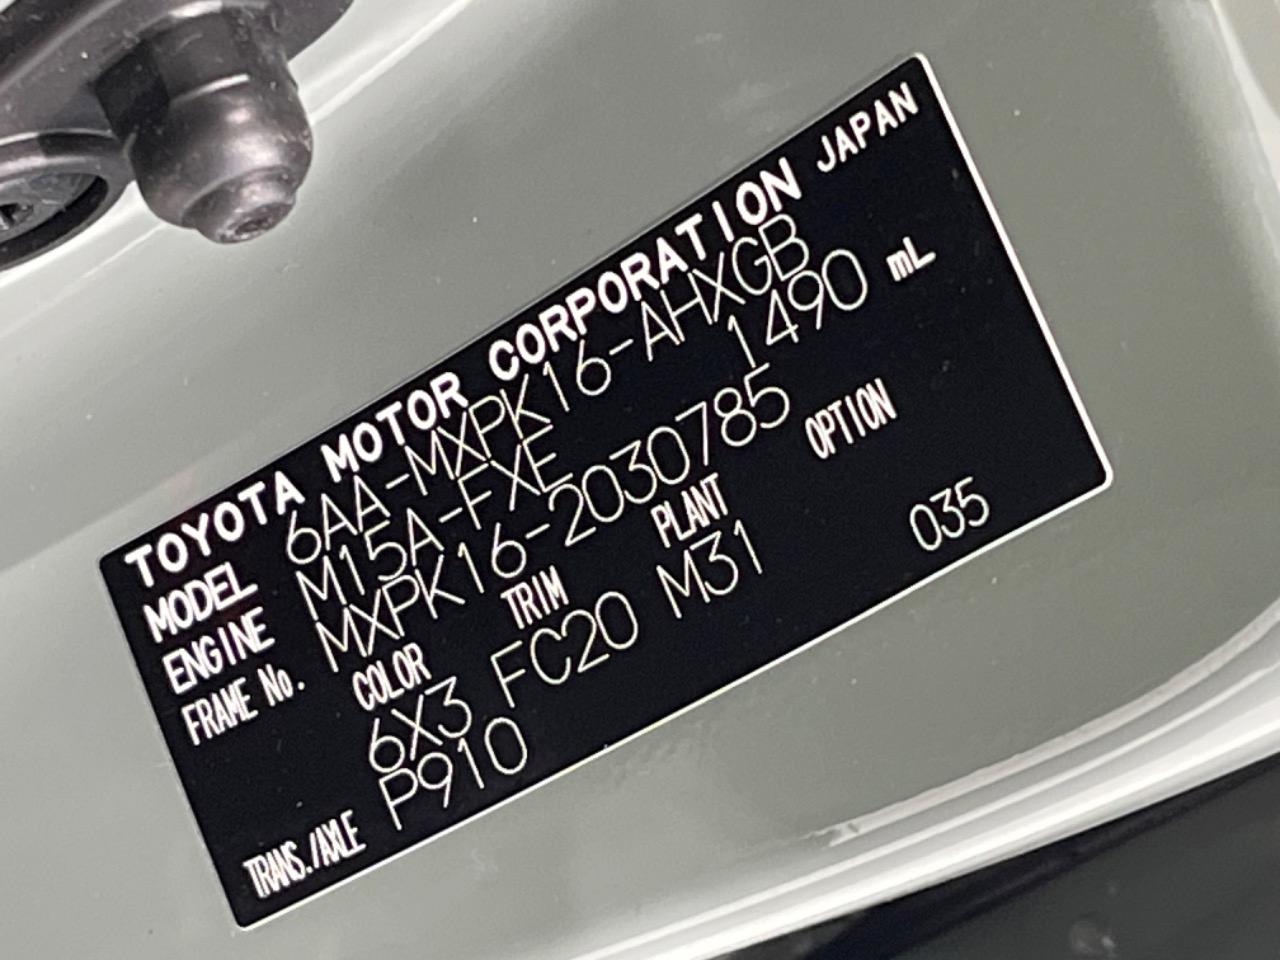 TOYOTA MOTOR CORPORATION JAPAN
MODEL 6AA-MXPK16-AHXGB
ENGINE M15A-FXE 1490 mL
FRAME No. MXPK16-2030785
COLOR TRIM PLANT OPTION
6X3 FC20 M31 035
TRANS./AXLE P910